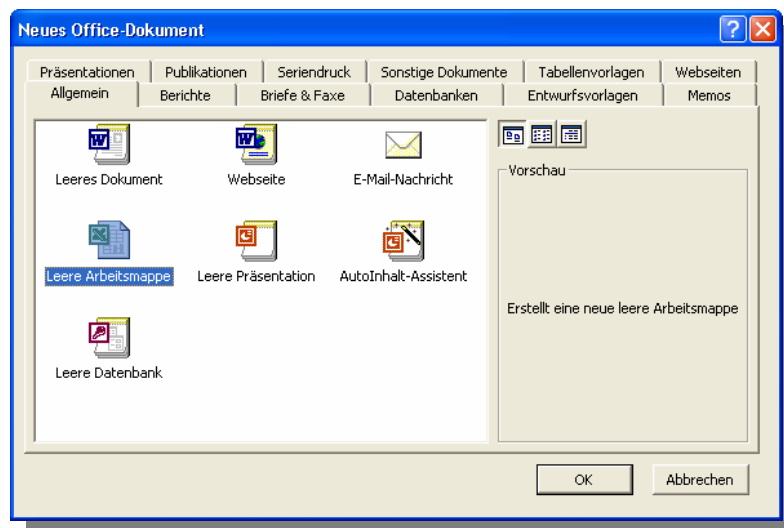 Neues Office-Dokument
Präsentationen Publikationen Seriendruck Sonstige Dokumente Tabellenvorlagen Webseiten
Allgemein Berichte Briefe & Faxe Datenbanken Entwurfsvorlagen Memos
Leeres Dokument Webseite E-Mail-Nachricht
Leere Arbeitsmappe Leere Präsentation AutoInhalt-Assistent
Leere Datenbank
Vorschau
Erstellt eine neue leere Arbeitsmappe
OK Abbrechen